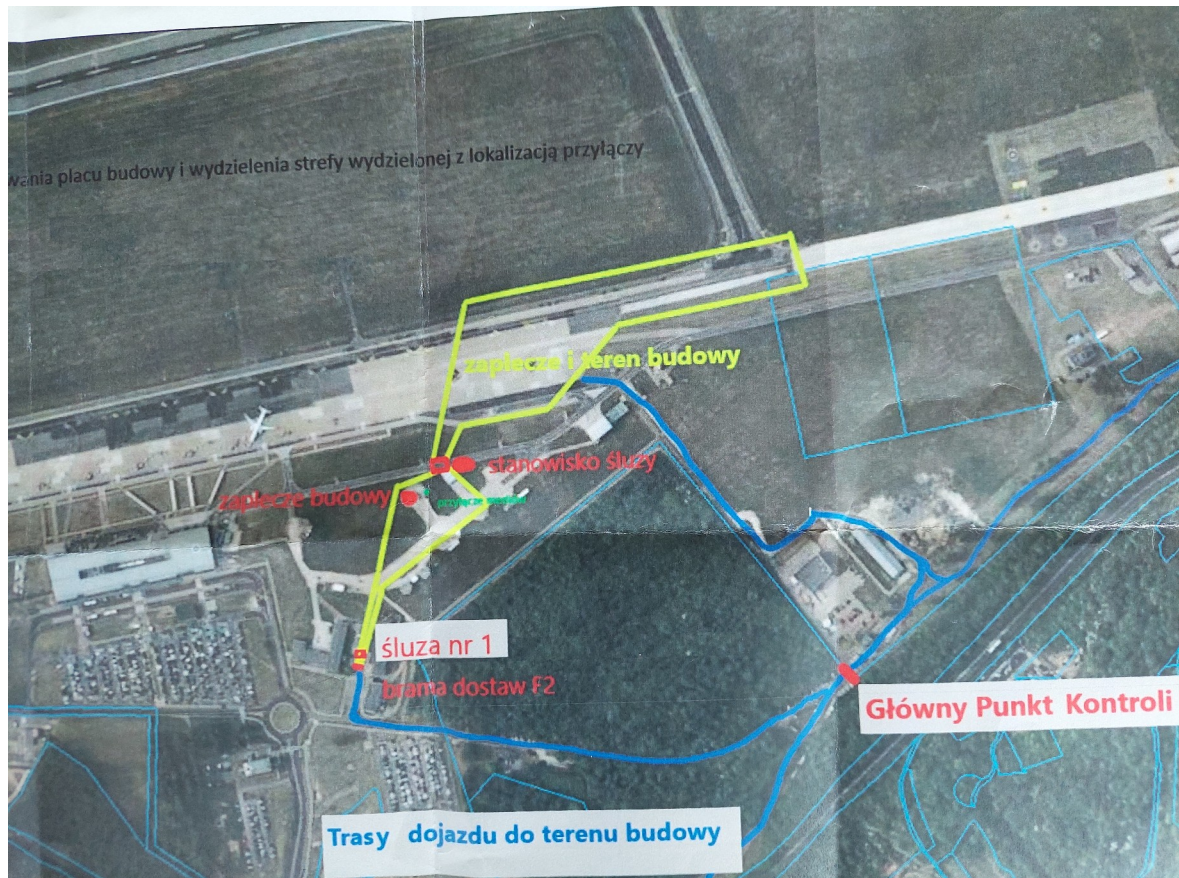 wania placu budowy i wydzielenia strefy wydzielonej z lokalizacją przyłączy
zaplecze i teren budowy
stanowisko śluzy
zaplecze budowy
śluza nr 1
brama dostaw F2
Główny Punkt Kontroli
Trasy dojazdu do terenu budowy